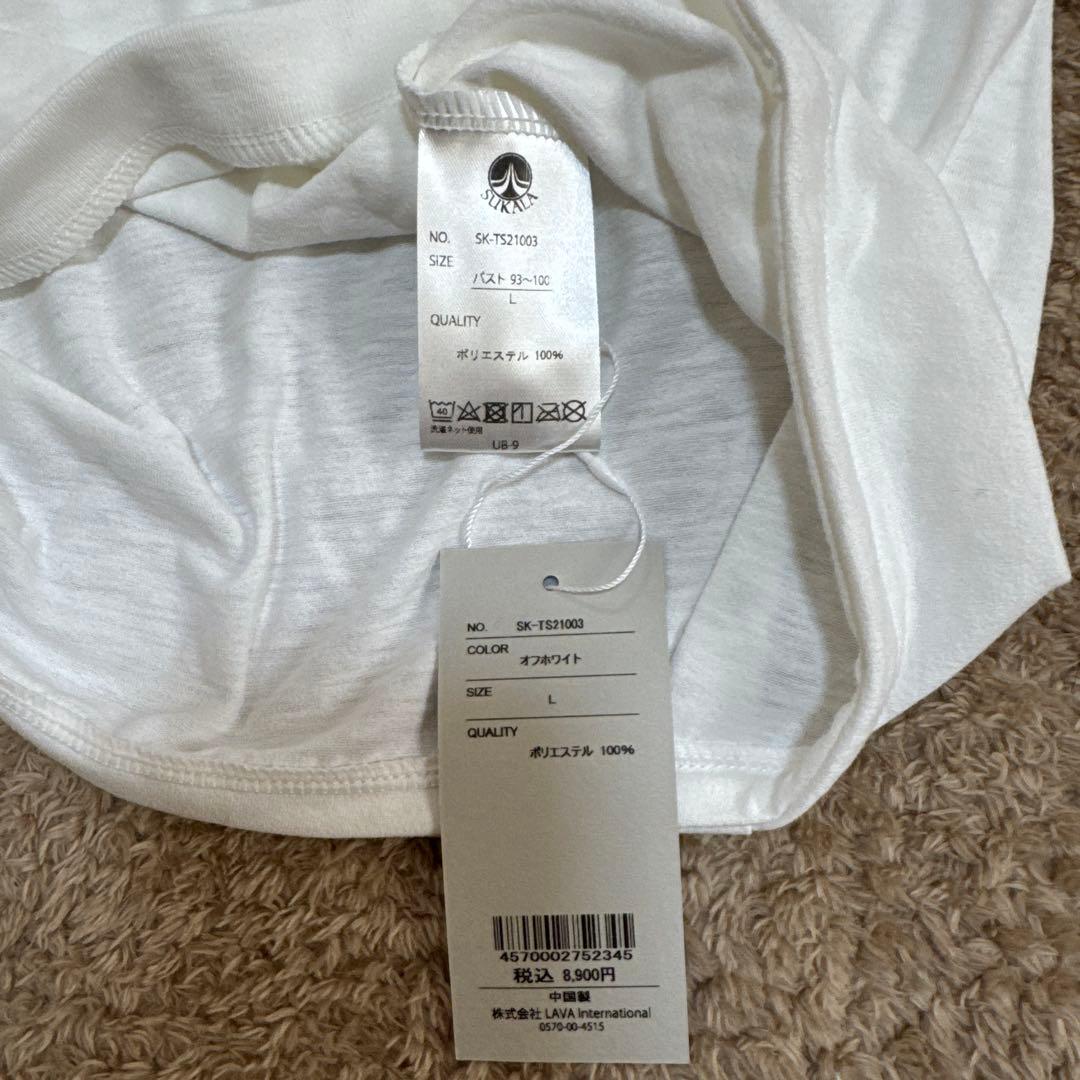 SUKALA
NO. SK-TS21003
SIZE
バスト 93〜100
L
QUALITY
ポリエステル 100%
40
洗濯ネット使用
UB-9
NO. SK-TS21003
COLOR
オフホワイト
SIZE
L
QUALITY
ポリエステル 100%
4570002752345
税込 8,900円
中国製
株式会社 LAVA International
0570-00-4515